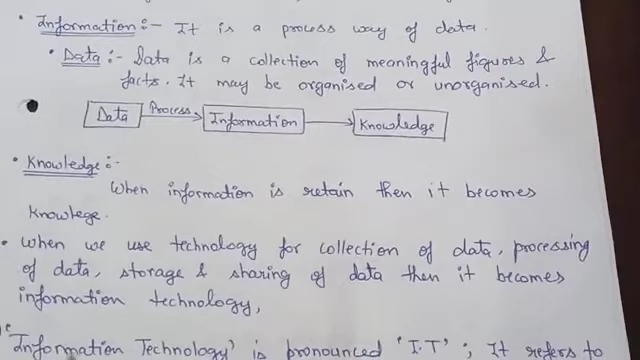 • Information :- It is a process way of data.
• Data :- Data is a collection of meaningful figures &
facts. It may be organised or unorganised.
Data Process Information Knowledge
• Knowledge :-
When information is retain then it becomes
Knowlege.
• When we use technology for collection of data, processing
of data, storage & sharing of data then it becomes
information technology,
'Information Technology' is pronounced 'I.T'; It refers to